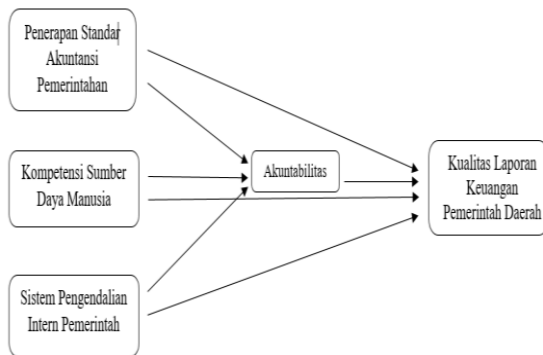 Penerapan Standar
Akuntansi
Pemerintahan
Kompetensi Sumber
Daya Manusia
Sistem Pengendalian
Intern Pemerintah
Akuntabilitas
Kualitas Laporan
Keuangan
Pemerintah Daerah